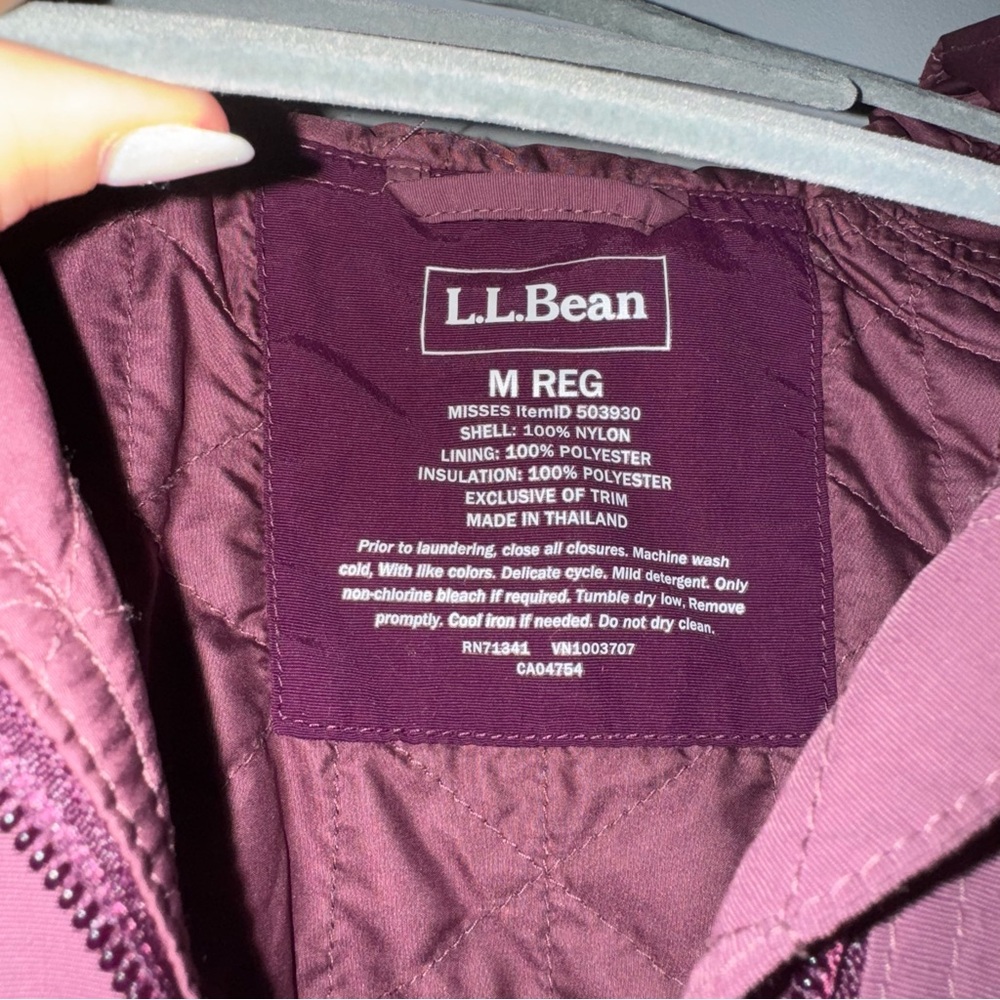 L.L.Bean
M REG
MISSES ItemID 503930
SHELL: 100% NYLON
LINING: 100% POLYESTER
INSULATION: 100% POLYESTER
EXCLUSIVE OF TRIM
MADE IN THAILAND
Prior to laundering, close all closures. Machine wash
cold, With like colors. Delicate cycle. Mild detergent. Only
non-chlorine bleach if required. Tumble dry low, Remove
promptly. Cool iron if needed. Do not dry clean.
RN71341 VN1003707
CA04754